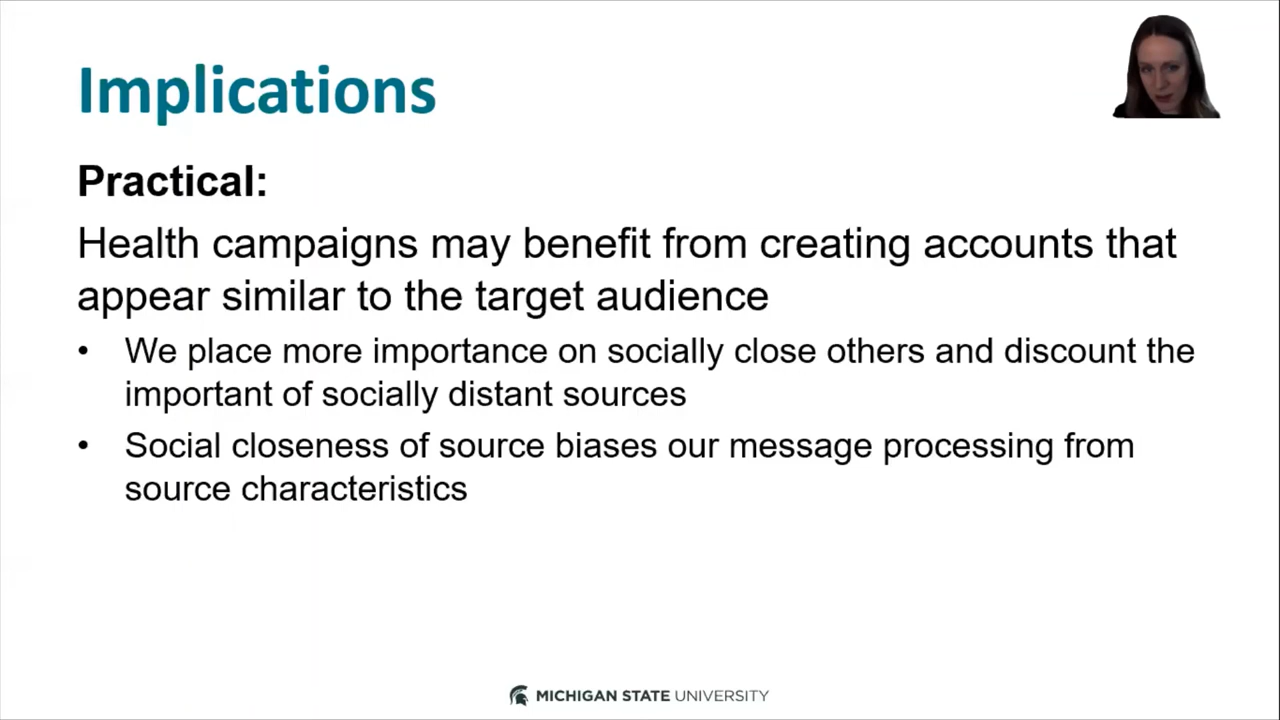 Implications
Practical:
Health campaigns may benefit from creating accounts that
appear similar to the target audience
• We place more importance on socially close others and discount the
important of socially distant sources
• Social closeness of source biases our message processing from
source characteristics
MICHIGAN STATE UNIVERSITY